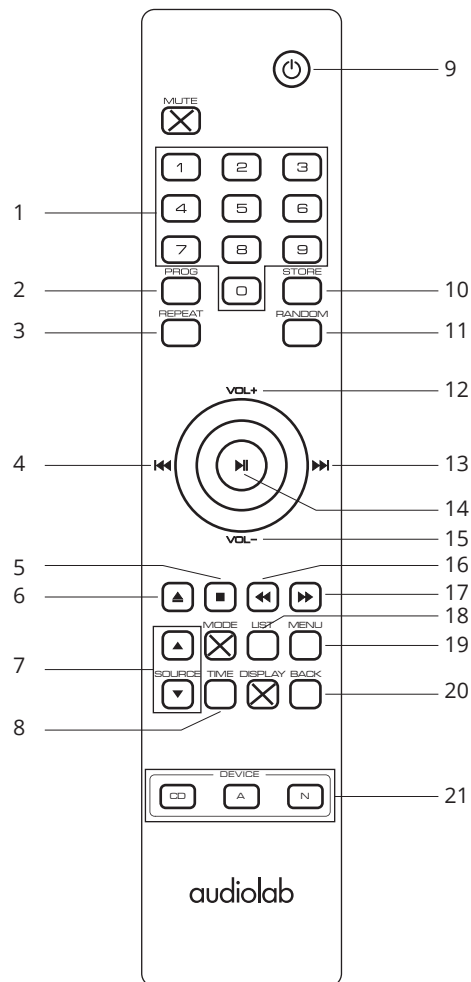 9
MUTE
1 2 3
1
4 5 6
7 8 9
PROG STORE
2 0 10
REPEAT RANDOM
3 11
VOL+ 12
4 13
14
VOL- 15
5 16
6 17
18
MODE LIST MENU
19
7
SOURCE TIME DISPLAY BACK
20
8
DEVICE
CD A N 21
audiolab